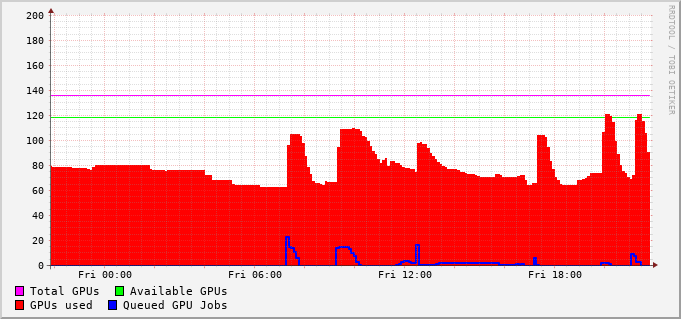 200
180
160
140
120
100
80
60
40
20
0
Fri 00:00 Fri 06:00 Fri 12:00 Fri 18:00
Total GPUs Available GPUs
GPUs used Queued GPU Jobs
RRDTOOL / TOBI OETIKER